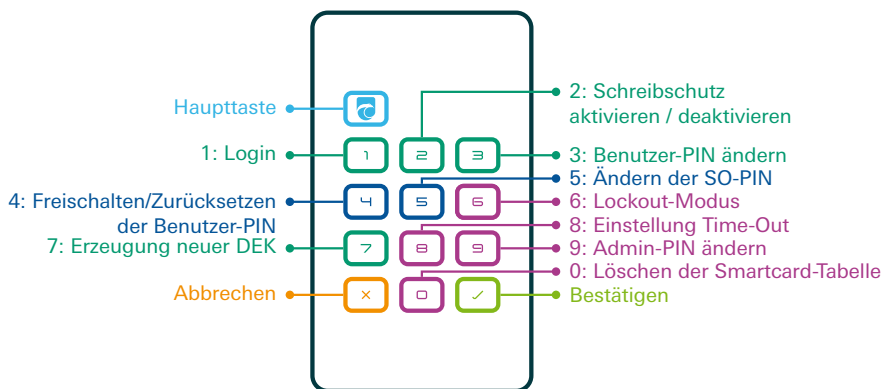 Haupttaste
2: Schreibschutz
aktivieren / deaktivieren
1: Login
1 2 3
3: Benutzer-PIN ändern
4: Freischalten/Zurücksetzen
der Benutzer-PIN
4 5 6
5: Ändern der SO-PIN
6: Lockout-Modus
7: Erzeugung neuer DEK
7 8 9
8: Einstellung Time-Out
9: Admin-PIN ändern
0: Löschen der Smartcard-Tabelle
Abbrechen
× 0 ✓
Bestätigen